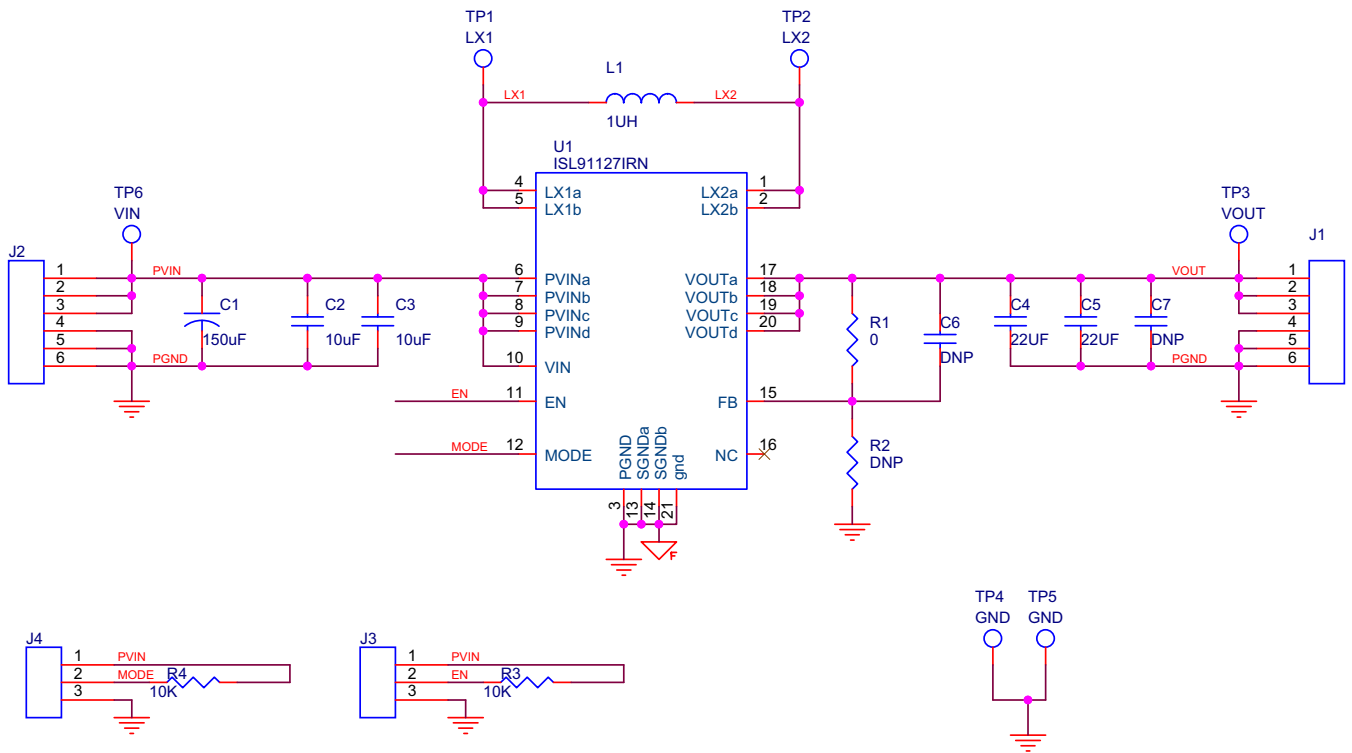 TP1
LX1
TP2
LX2
L1
LX1
LX2
1UH
U1
ISL91127IRN
4
LX1a
LX2a
1
5
LX1b
LX2b
2
TP6
VIN
TP3
VOUT
J2
J1
1
2
3
4
5
6
PVIN
PGND
C1
150uF
C2
10uF
C3
10uF
6
PVINa
7
PVINb
8
PVINc
9
PVINd
10
VIN
EN
11
EN
MODE
12
MODE
VOUTa
17
VOUTb
18
VOUTc
19
VOUTd
20
FB
15
NC
16
PGND
SGNDa
SGNDb
gnd
3
13
14
21
F
R1
0
C6
DNP
R2
DNP
C4
22UF
C5
22UF
C7
DNP
VOUT
PGND
1
2
3
4
5
6
TP4
GND
TP5
GND
J4
1
PVIN
2
MODE
R4
3
10K
J3
1
PVIN
2
EN
R3
3
10K